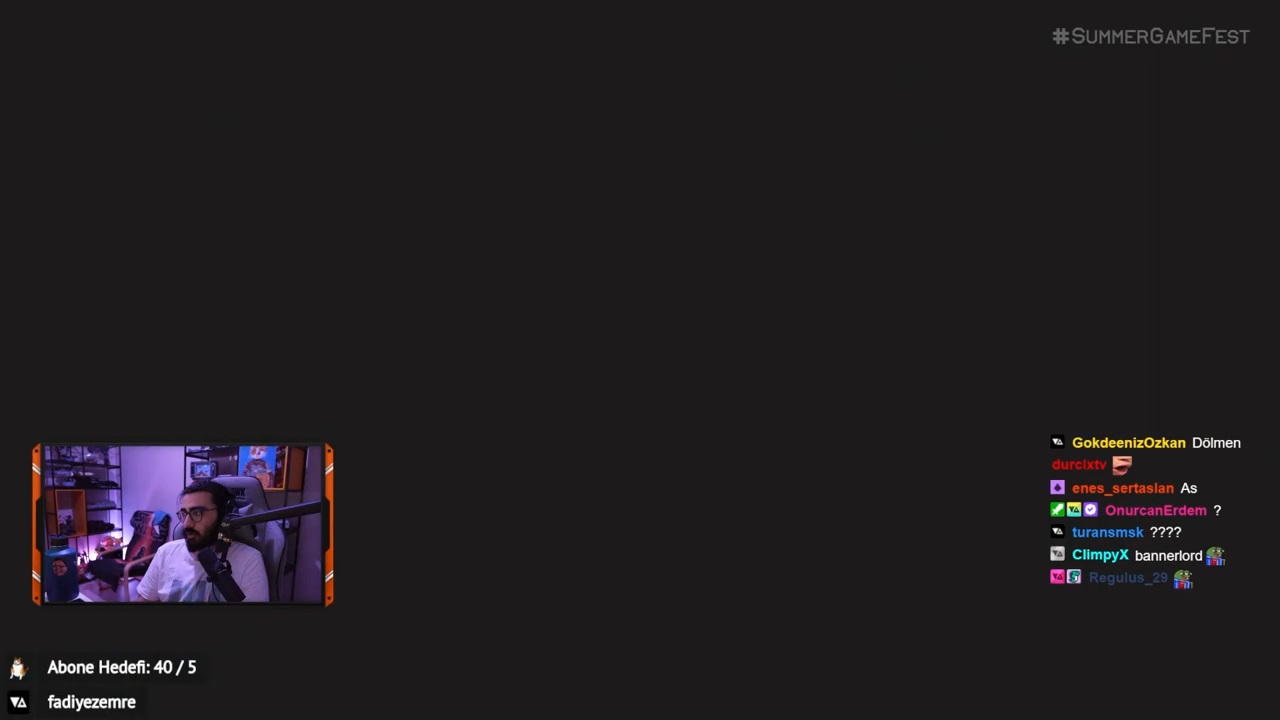 #SUMMERGAMEFEST
GokdeenizOzkan Dölmen
durcixtv
enes_sertaslan As
OnurcanErdem ?
turansmsk ????
ClimpyX bannerlord
Regulus_29
Abone Hedefi: 40 / 5
fadiyezemre